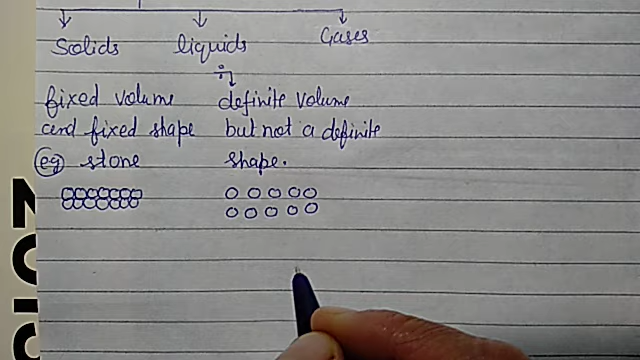 Solids liquids Gases
fixed volume definite volume
and fixed shape but not a definite
eg stone shape.